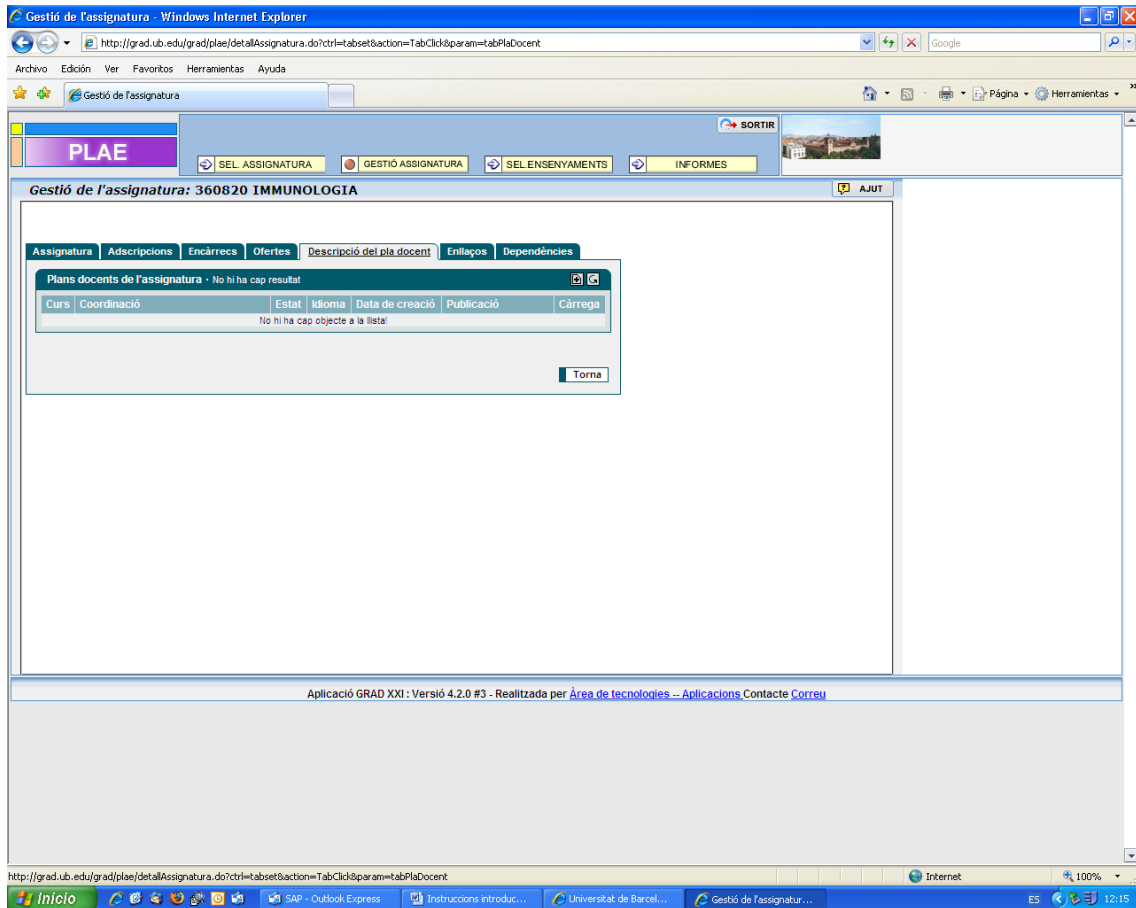 Gestió de l'assignatura - Windows Internet Explorer
http://grad.ub.edu/grad/plae/detallAssignatura.do?ctrl=tabset&action=TabClick&param=tabPlaDocent
Google
Archivo Edición Ver Favoritos Herramientas Ayuda
Gestió de l'assignatura
Página Herramientas »
SORTIR
PLAE
SEL. ASSIGNATURA GESTIÓ ASSIGNATURA SEL.ENSENYAMENTS INFORMES
Gestió de l'assignatura: 360820 IMMUNOLOGIA
AJUT
Assignatura Adscripcions Encàrrecs Ofertes Descripció del pla docent Enllaços Dependències
Plans docents de l'assignatura · No hi ha cap resultat
Curs Coordinació Estat Idioma Data de creació Publicació Càrrega
No hi ha cap objecte a la llista!
Torna
Aplicació GRAD XXI : Versió 4.2.0 #3 - Realitzada per Àrea de tecnologies -- Aplicacions Contacte Correu
http://grad.ub.edu/grad/plae/detallAssignatura.do?ctrl=tabset&action=TabClick&param=tabPlaDocent
Internet
100%
Inicio
SAP - Outlook Express
Instruccions introduc...
Universitat de Barcel...
Gestió de l'assignatur...
ES
12:15